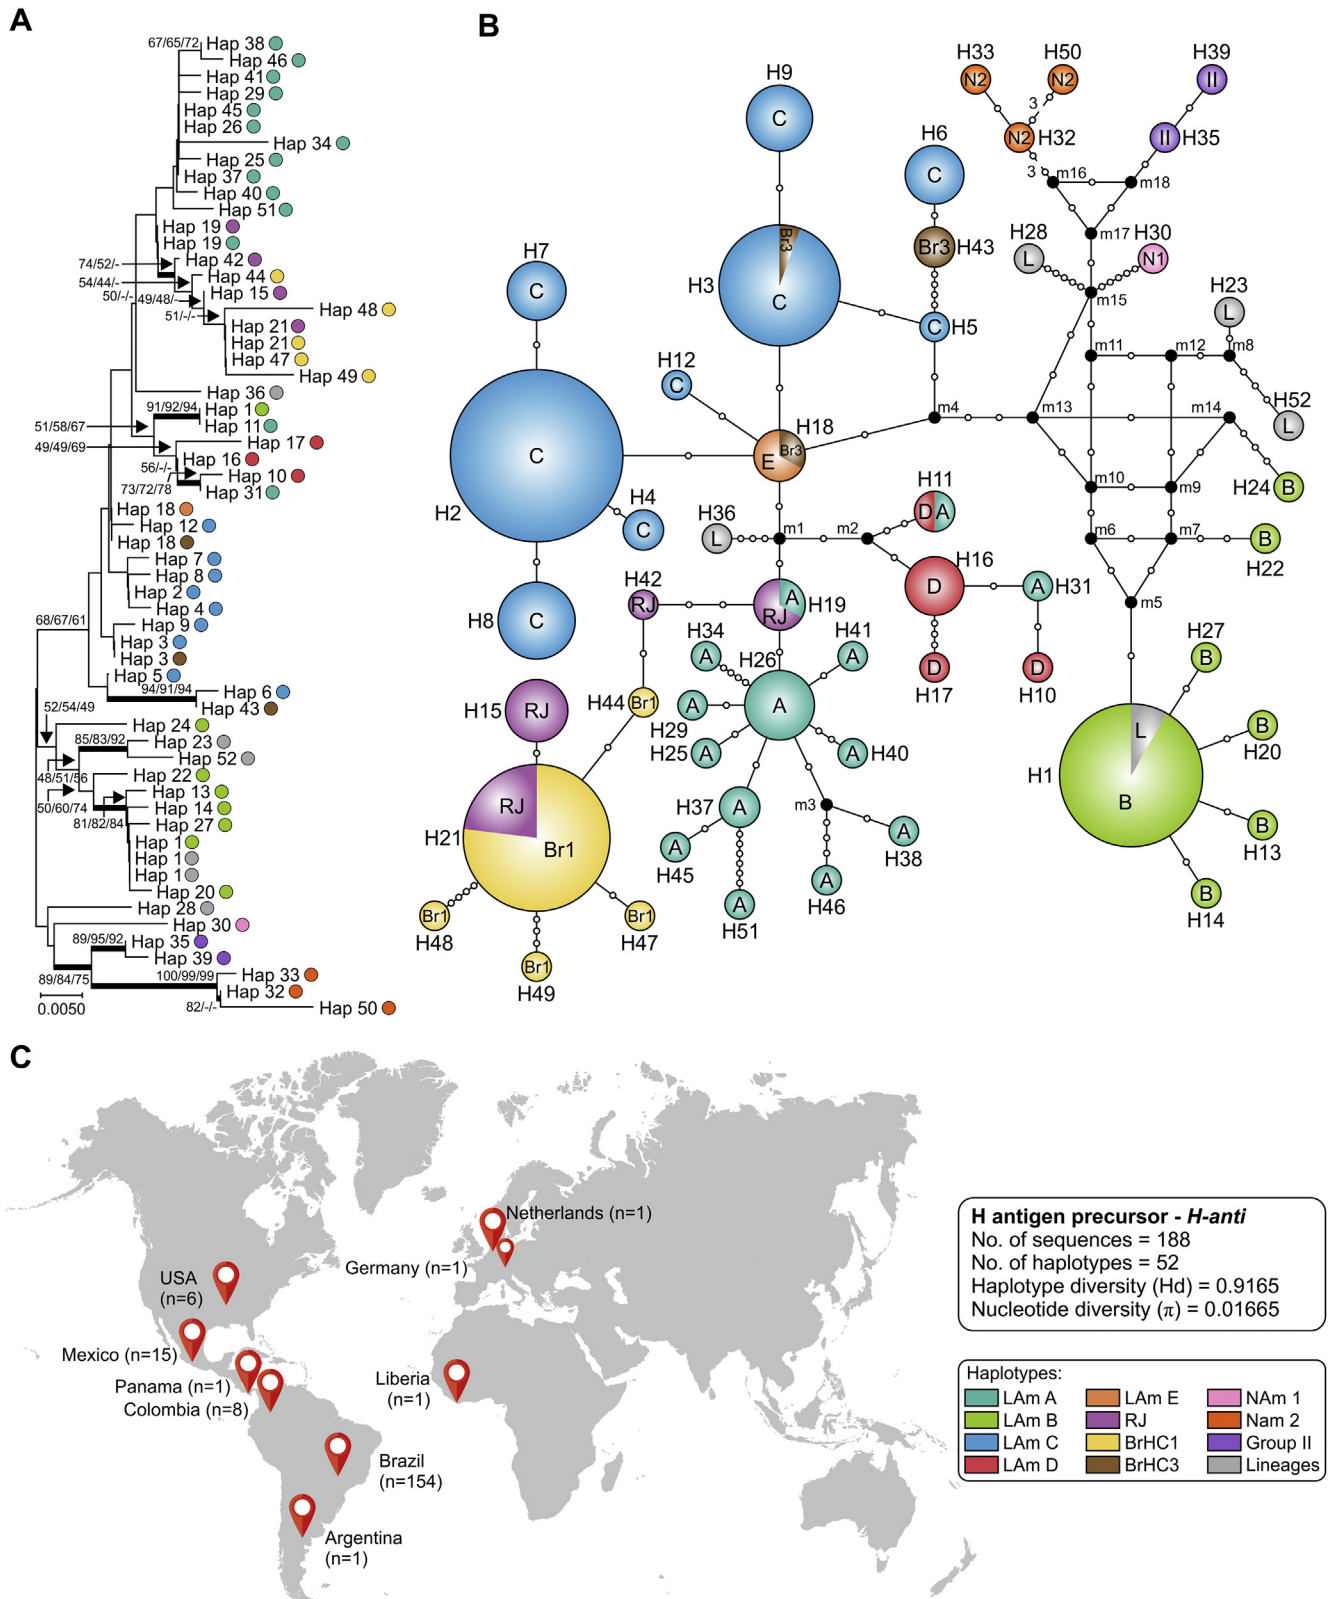 A
67/65/72
Hap 38
Hap 46
Hap 41
Hap 29
Hap 45
Hap 26
Hap 34
Hap 25
Hap 37
Hap 40
Hap 51
Hap 19
Hap 19
74/52/-
Hap 42
54/44/-
Hap 44
50/-/-
49/48/-
Hap 15
51/-/-
Hap 48
Hap 21
Hap 21
Hap 47
Hap 49
Hap 36
91/92/94
Hap 1
51/58/67
Hap 11
49/49/69
Hap 17
Hap 16
56/-/-
Hap 10
73/72/78
Hap 31
Hap 18
Hap 12
Hap 18
Hap 7
Hap 8
Hap 2
Hap 4
68/67/61
Hap 9
Hap 3
Hap 3
Hap 5
94/91/94
Hap 6
Hap 43
52/54/49
Hap 24
85/83/92
Hap 23
Hap 52
48/51/56
Hap 22
Hap 13
50/60/74
Hap 14
81/82/84
Hap 27
Hap 1
Hap 1
Hap 1
Hap 20
Hap 28
Hap 30
89/95/92
Hap 35
Hap 39
89/84/75
100/99/99
Hap 33
Hap 32
82/-/-
Hap 50
0.0050
B
H9
C
H33
N2
H50
N2
H39
II
3
N2
H32
II
H35
3
m16
m18
H6
C
H7
C
H3
Br3
C
Br3
H43
m17
H28
L
H30
N1
m15
C
H5
H23
L
m11
m12
m8
H12
C
H52
L
m4
m13
m14
H18
Br3
E
H2
C
H4
C
m10
m9
H24
B
H11
D
A
H36
L
m1
m2
m6
m7
B
H22
H16
D
A
H31
H42
RJ
A
RJ
H19
m5
H8
C
H34
A
H41
A
H26
A
D
H17
D
H10
H27
B
H15
RJ
H44
Br1
A
H29
H25
A
A
H40
L
B
H20
H1
B
H37
A
m3
RJ
H21
Br1
A
H45
A
H38
B
H13
A
H46
B
H14
A
H51
Br1
H48
Br1
H47
Br1
H49
C
Netherlands (n=1)
Germany (n=1)
USA
(n=6)
Mexico (n=15)
Panama (n=1)
Colombia (n=8)
Liberia
(n=1)
Brazil
(n=154)
Argentina
(n=1)
H antigen precursor - H-anti
No. of sequences = 188
No. of haplotypes = 52
Haplotype diversity (Hd) = 0.9165
Nucleotide diversity (π) = 0.01665
Haplotypes:
LAm A
LAm E
NAm 1
LAm B
RJ
Nam 2
LAm C
BrHC1
Group II
LAm D
BrHC3
Lineages